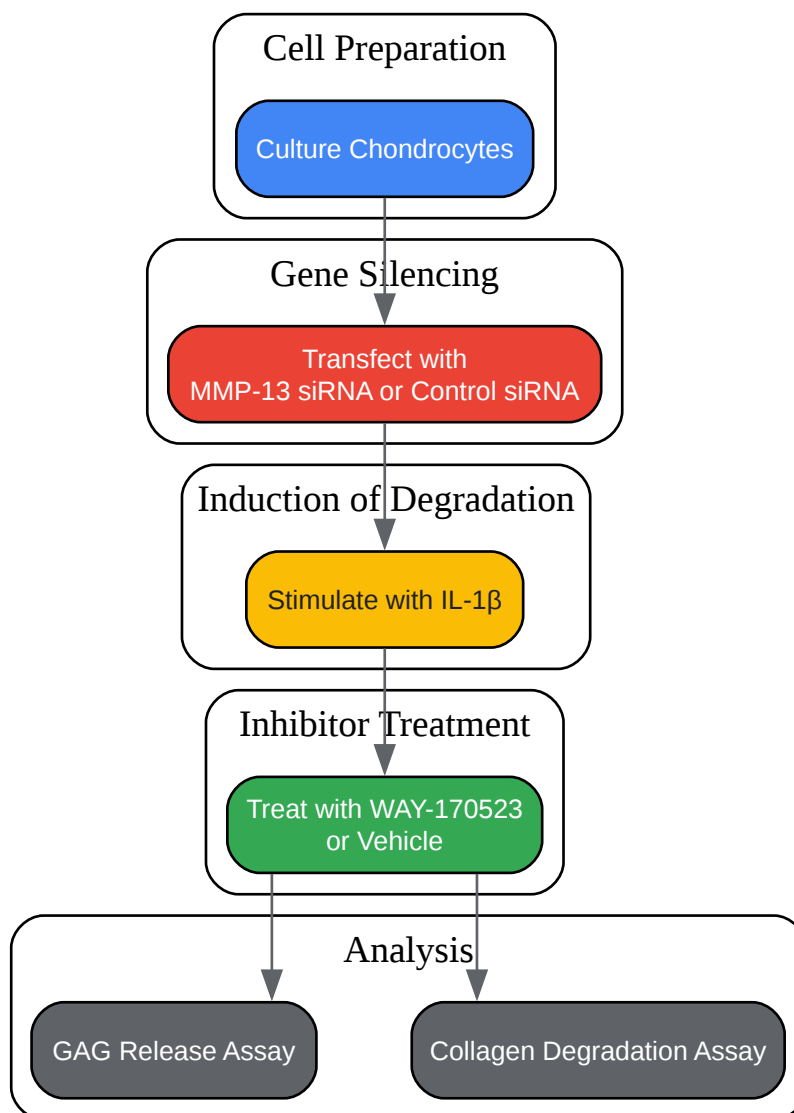 Cell Preparation
Culture Chondrocytes
Gene Silencing
Transfect with
MMP-13 siRNA or Control siRNA
Induction of Degradation
Stimulate with IL-1β
Inhibitor Treatment
Treat with WAY-170523
or Vehicle
Analysis
GAG Release Assay
Collagen Degradation Assay